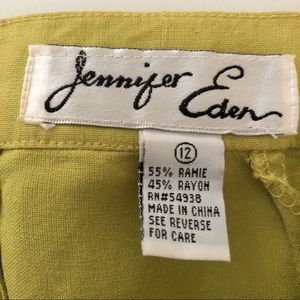 Jennifer Eden
12
55% RAMIE
45% RAYON
RN#54938
MADE IN CHINA
SEE REVERSE
FOR CARE